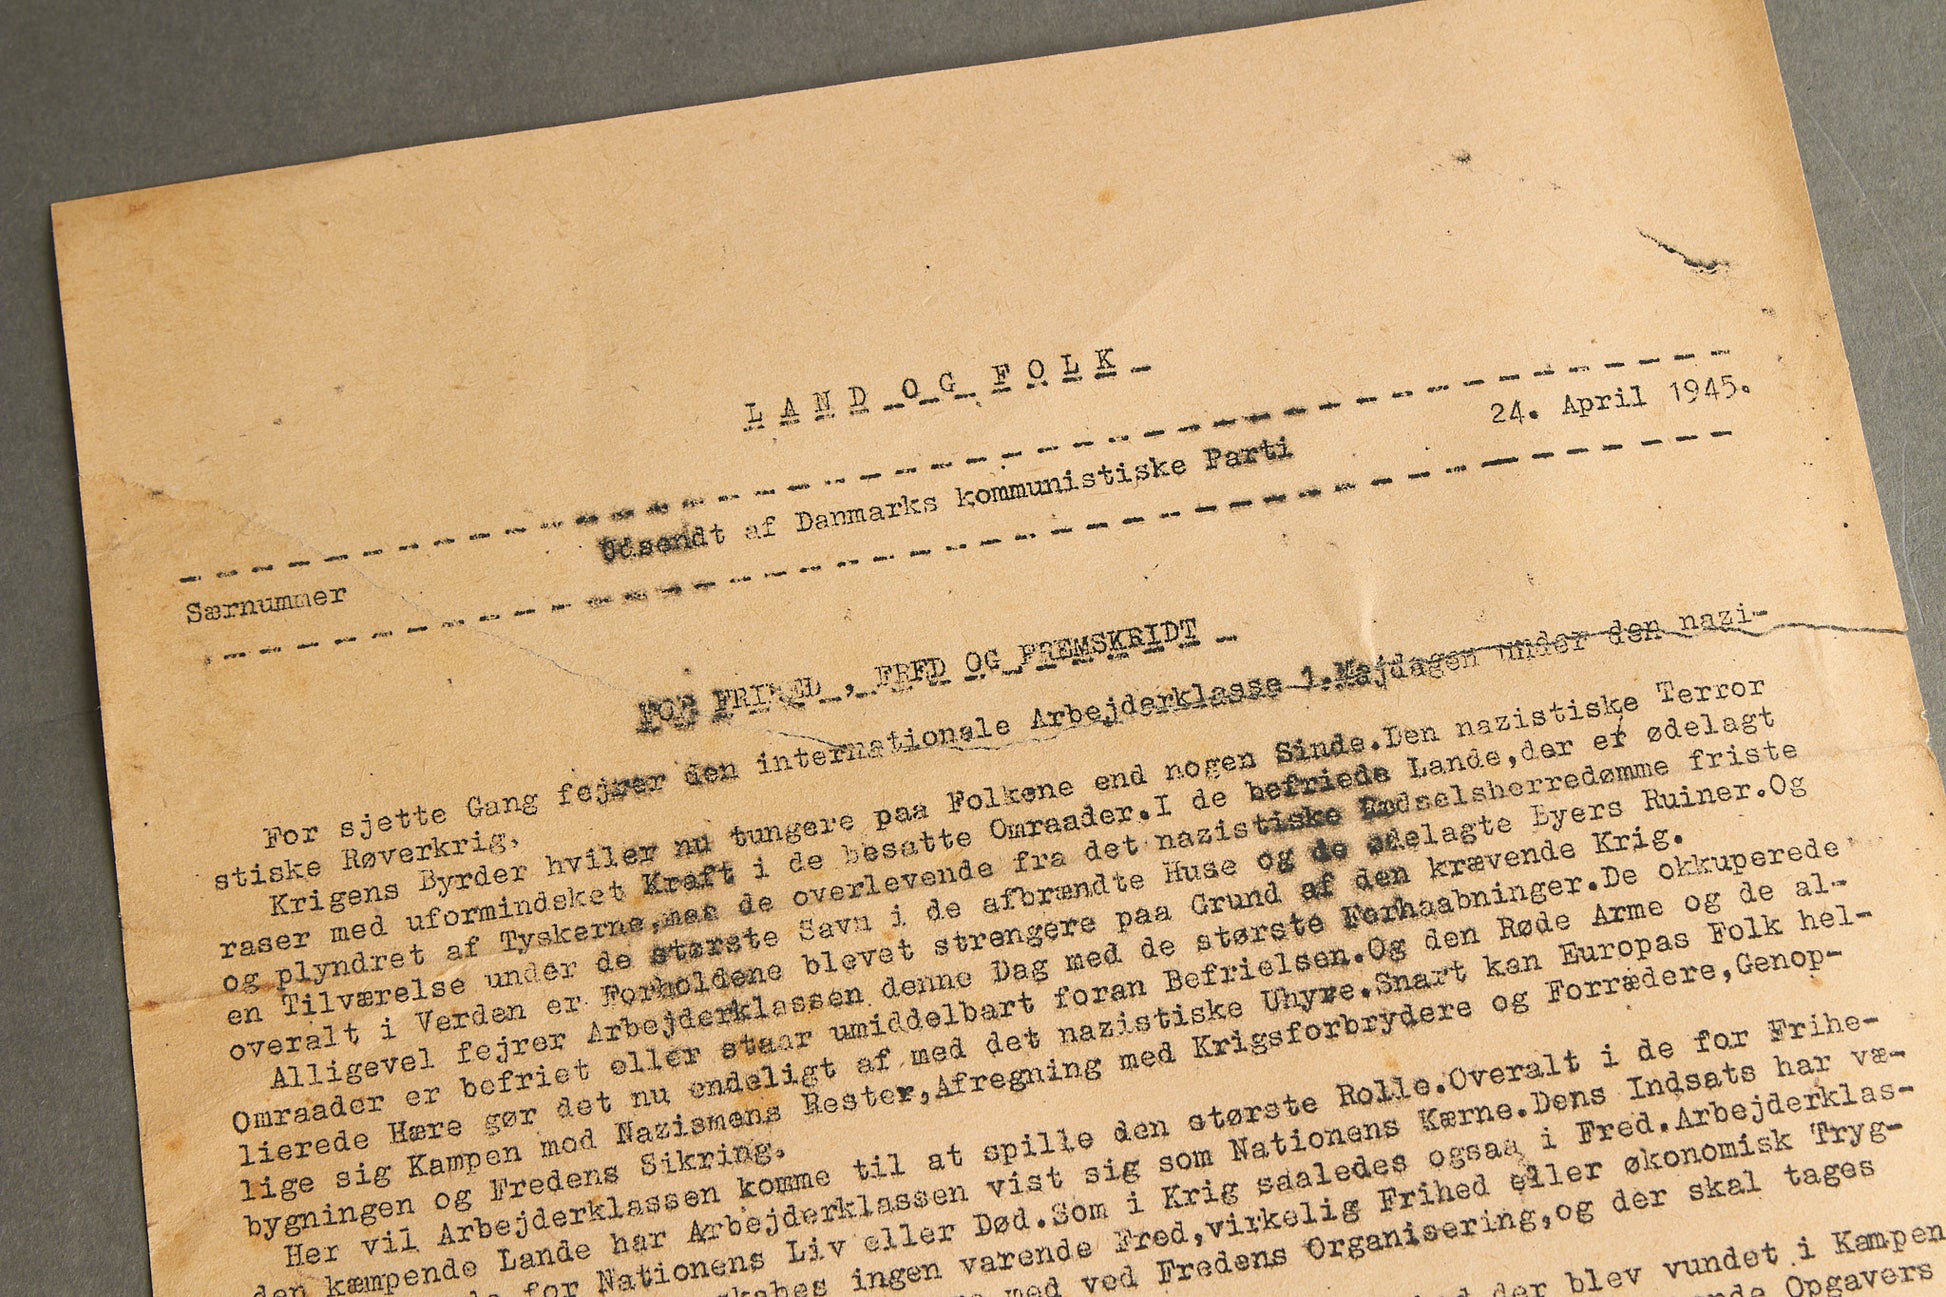 LAND OG FOLK
Særnummer Udsendt af Danmarks kommunistiske Parti 24. April 1945.
FOR FRIHED, FRED OG FREMSKRIDT
For sjette Gang fejrer den internationale Arbejderklasse 1.Majdagen under den nazi-
stiske Røverkrig.
Krigens Byrder hviler nu tungere paa Folkene end nogen Sinde.Den nazistiske Terror
raser med uformindsket Kraft i de besatte Omraader.I de befriede Lande,der er ødelagt
og plyndret af Tyskerne,maa de overlevende fra det nazistiske Bødselsherredømme friste
en Tilværelse under de største Savn i de afbrændte Huse og de ødelagte Byers Ruiner.Og
overalt i Verden er Forholdene blevet strengere paa Grund af den krævende Krig.
Alligevel fejrer Arbejderklassen denne Dag med de største Forhaabninger.De okkuperede
Omraader er befriet eller staar umiddelbart foran Befrielsen.Og den Røde Arme og de al-
lierede Hære gør det nu endeligt af med det nazistiske Uhyre.Snart kan Europas Folk hel-
lige sig Kampen mod Nazismens Rester,Afregning med Krigsforbrydere og Forrædere,Genop-
bygningen og Fredens Sikring.
Her vil Arbejderklassen komme til at spille den største Rolle.Overalt i de for Frihe-
den kæmpende Lande har Arbejderklassen vist sig som Nationens Kærne.Dens Indsats har væ-
for Nationens Liv eller Død.Som i Krig saaledes ogsaa i Fred.Arbejderklas-
skabes ingen varende Fred,virkelig Frihed eller økonomisk Tryg-
med ved Fredens Organisering,og der skal tages
der blev vundet i Kampen
Opgavers